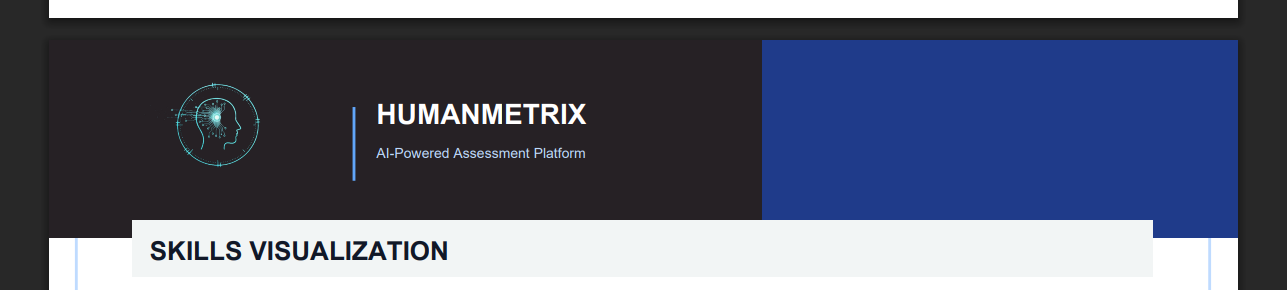 HUMANMETRIX
AI-Powered Assessment Platform
SKILLS VISUALIZATION